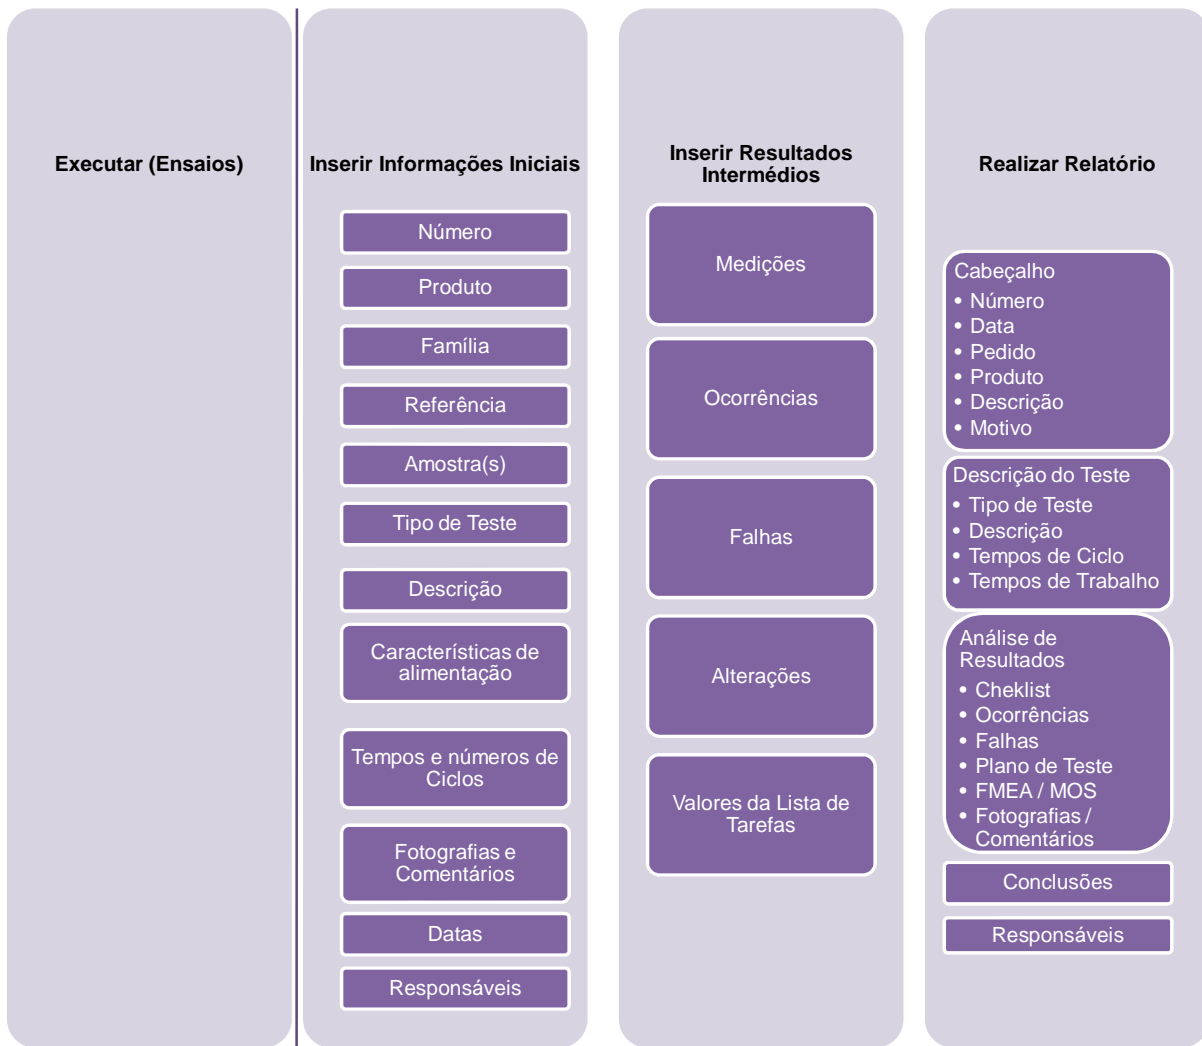 Executar (Ensaios)
Inserir Informações Iniciais
Número
Produto
Família
Referência
Amostra(s)
Tipo de Teste
Descrição
Características de
alimentação
Tempos e números de
Ciclos
Fotografias e
Comentários
Datas
Responsáveis
Inserir Resultados
Intermédios
Medições
Ocorrências
Falhas
Alterações
Valores da Lista de
Tarefas
Realizar Relatório
Cabeçalho
• Número
• Data
• Pedido
• Produto
• Descrição
• Motivo
Descrição do Teste
• Tipo de Teste
• Descrição
• Tempos de Ciclo
• Tempos de Trabalho
Análise de
Resultados
• Cheklist
• Ocorrências
• Falhas
• Plano de Teste
• FMEA / MOS
• Fotografias /
Comentários
Conclusões
Responsáveis